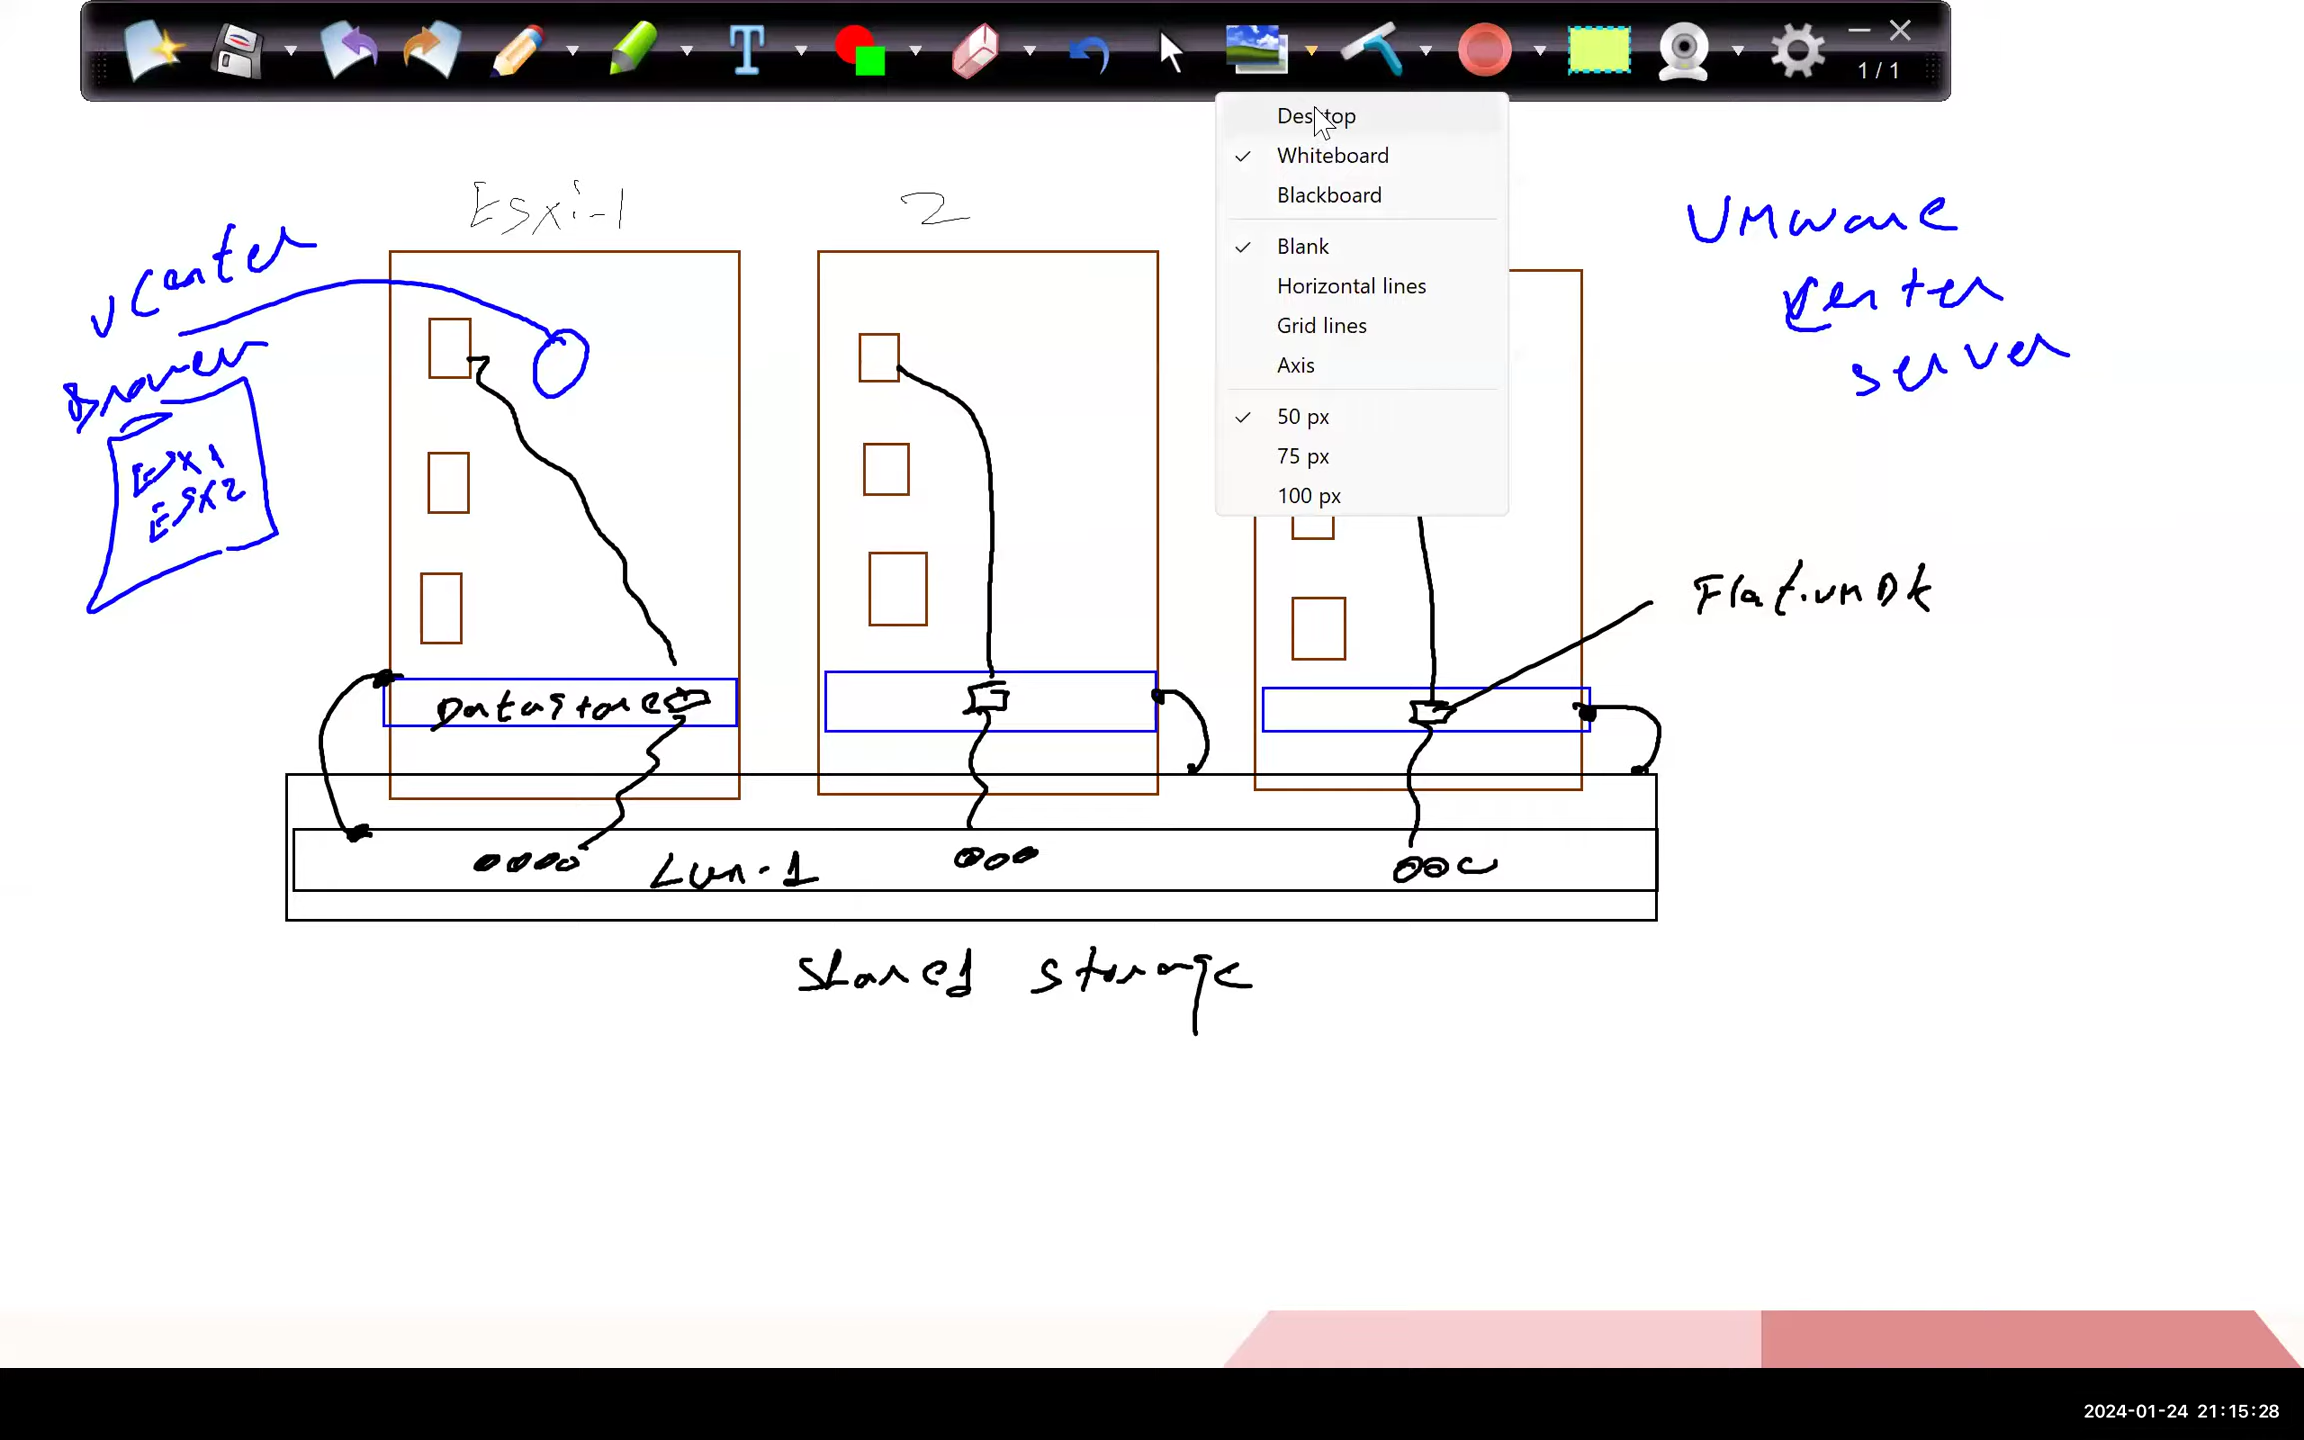 1 / 1
Desktop
Whiteboard
Blackboard
Blank
Horizontal lines
Grid lines
Axis
50 px
75 px
100 px
Esxi-1
2
vCenter
Browser
ESX1
ESX2
VMware
vCenter
server
Flat.vmDk
Datastore
Lun-1
Shared storage
2024-01-24 21:15:28